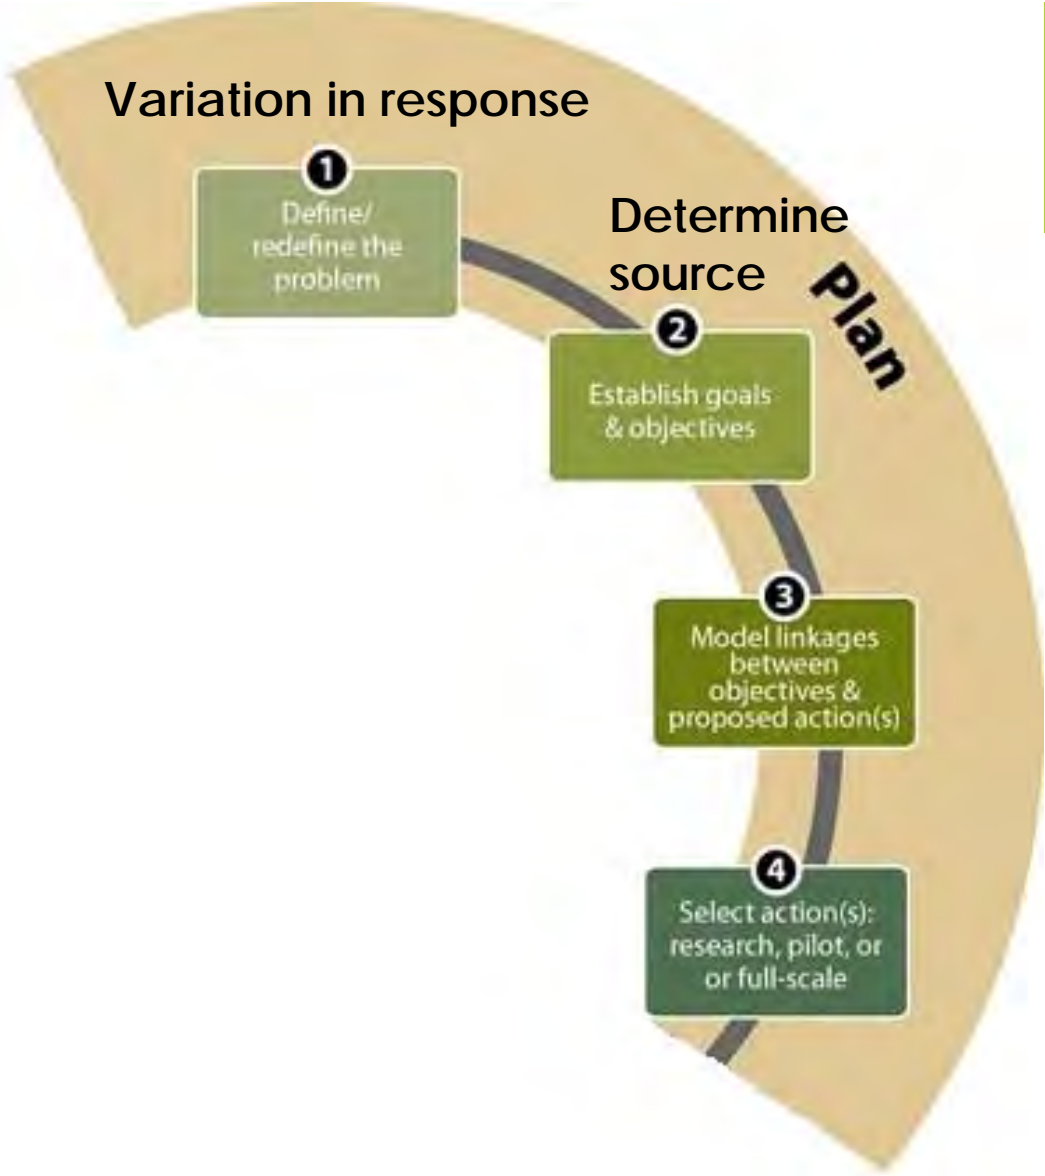 Variation in response
1
Define/
redefine the
problem
Determine
source
Plan
2
Establish goals
& objectives
3
Model linkages
between
objectives &
proposed action(s)
4
Select action(s):
research, pilot, or
or full-scale